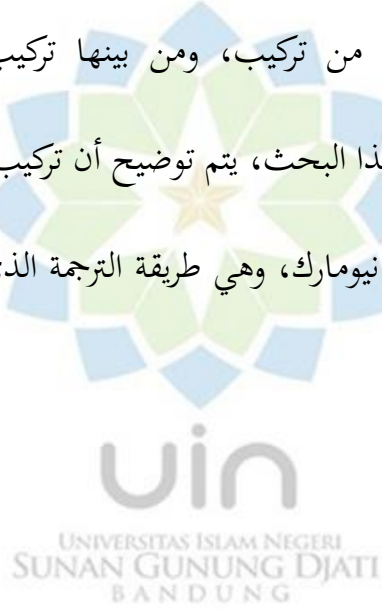 من تركيب، ومن بينها تركيب
هذا البحث، يتم توضيح أن تركيب
نيومارك، وهي طريقة الترجمة الذي
uin
UNIVERSITAS ISLAM NEGERI
SUNAN GUNUNG DJATI
BANDUNG